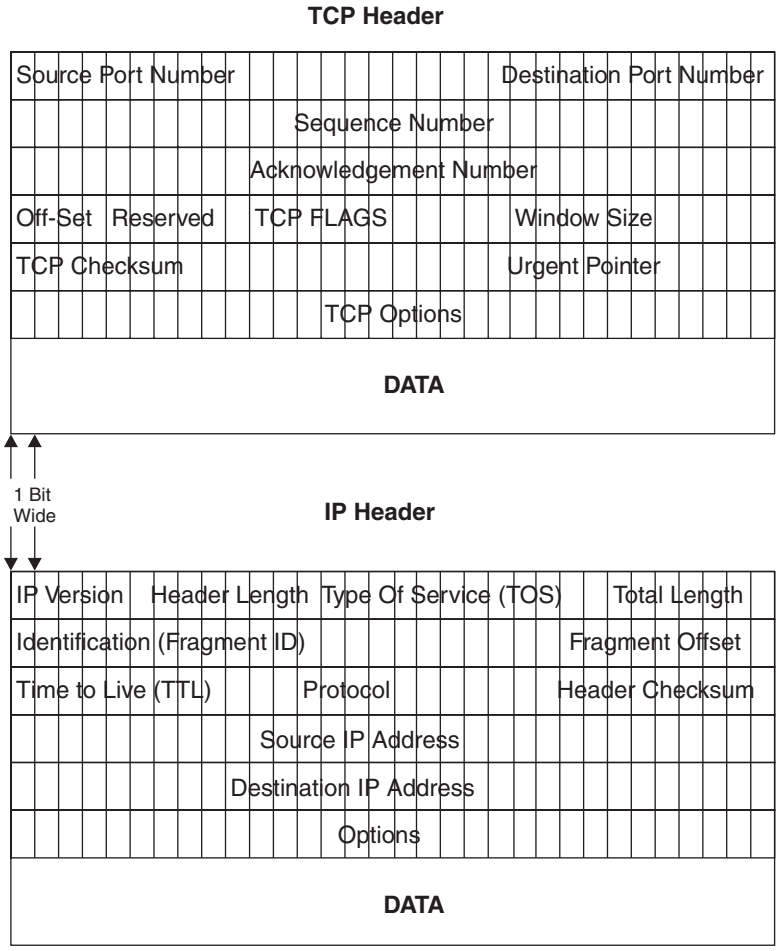 TCP Header
Source Port Number Destination Port Number
Sequence Number
Acknowledgement Number
Off-Set Reserved TCP FLAGS Window Size
TCP Checksum Urgent Pointer
TCP Options
DATA
1 Bit
Wide
IP Header
IP Version Header Length Type Of Service (TOS) Total Length
Identification (Fragment ID) Fragment Offset
Time to Live (TTL) Protocol Header Checksum
Source IP Address
Destination IP Address
Options
DATA